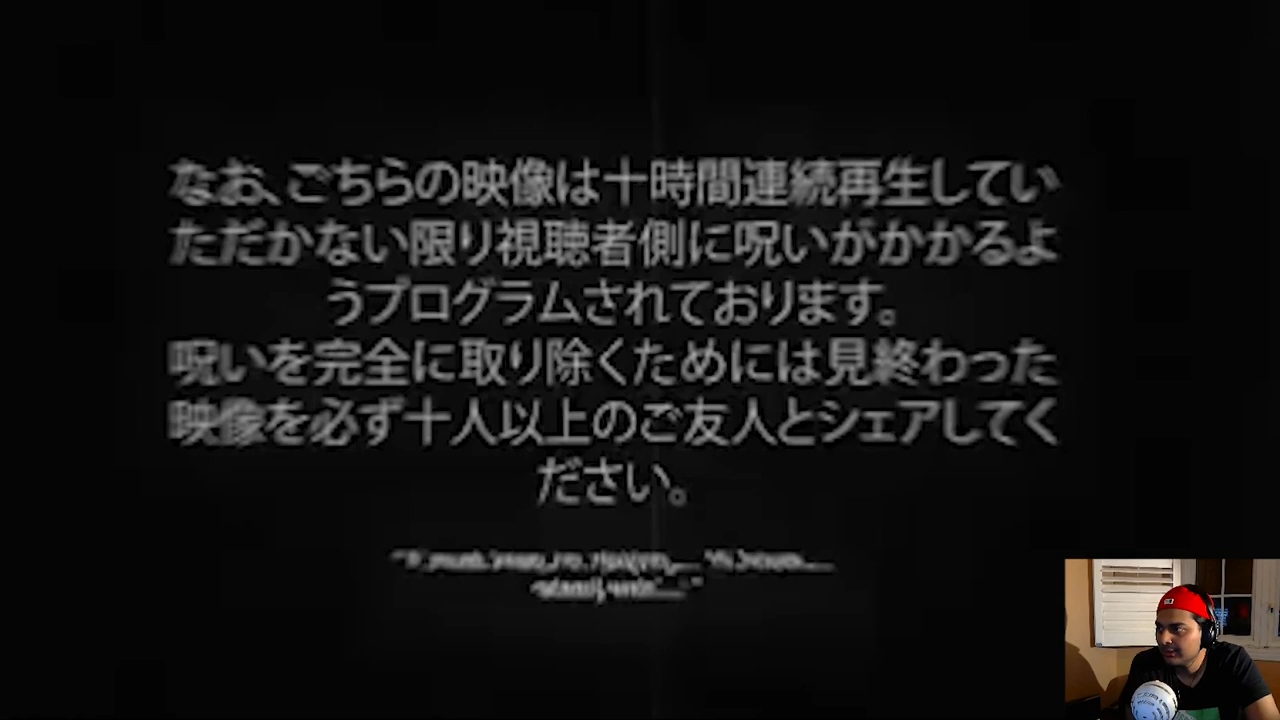 なお、こちらの映像は十時間連続再生してい
ただかない限り視聴者側に呪いがかかるよ
うプログラムされております。
呪いを完全に取り除くためには見終わった
映像を必ず十人以上のご友人とシェアしてく
ださい。